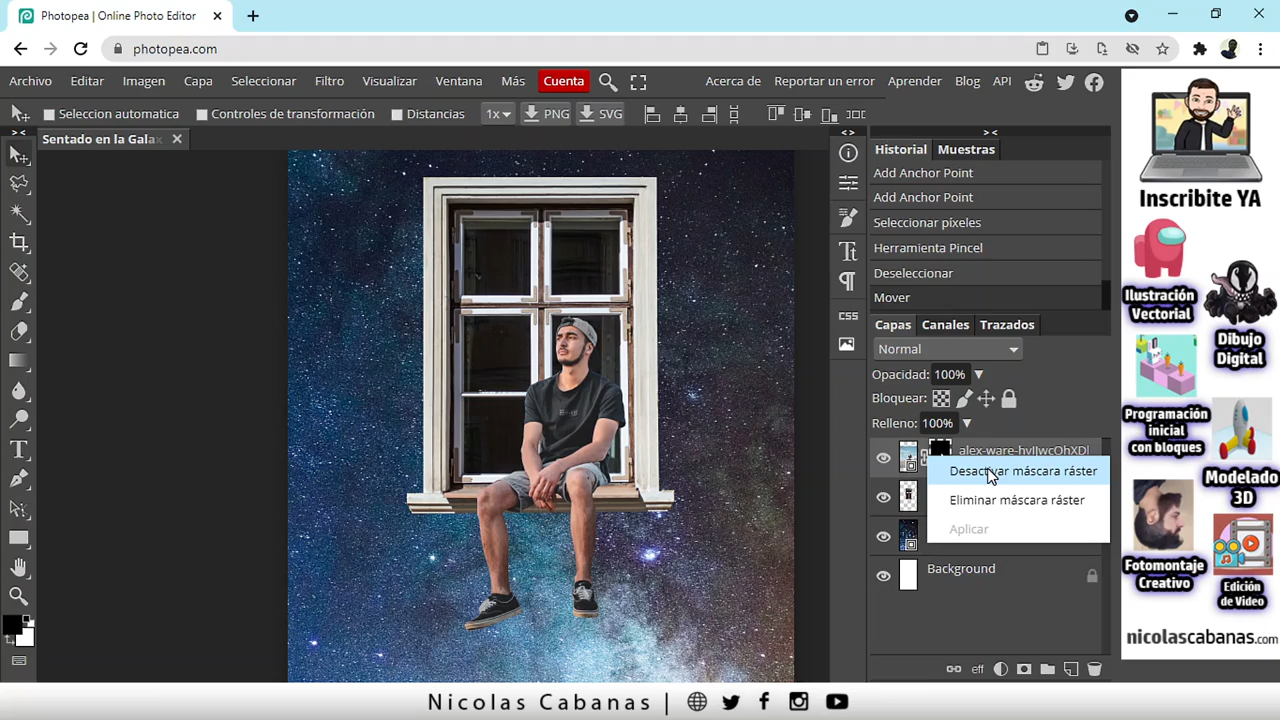 Photopea | Online Photo Editor
photopea.com
Archivo Editar Imagen Capa Seleccionar Filtro Visualizar Ventana Más Cuenta Acerca de Reportar un error Aprender Blog API
Seleccion automatica Controles de transformación Distancias 1x PNG SVG
Sentado en la Gala
Historial Muestras
Add Anchor Point
Add Anchor Point
Seleccionar píxeles
Herramienta Pincel
Deseleccionar
Mover
CSS
Capas Canales Trazados
Normal
Opacidad: 100%
Bloquear:
Relleno: 100%
Desactivar máscara ráster
Eliminar máscara ráster
Aplicar
Background
eff
Inscribite YA
Ilustración
Vectorial
Dibujo
Digital
Programación
inicial
con bloques
Modelado
3D
Fotomontaje
Creativo
Edición
de Video
nicolascabanas.com
Nicolas Cabanas |